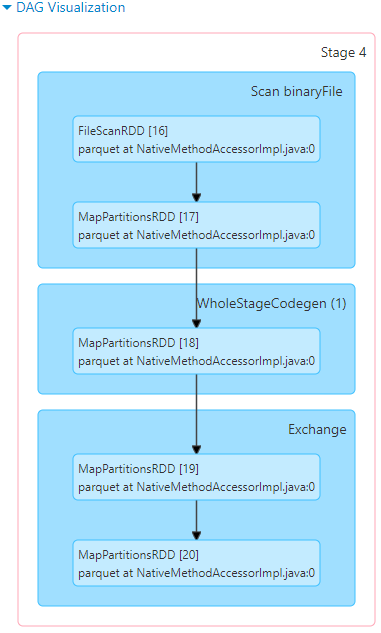 DAG Visualization
Stage 4
Scan binaryFile
FileScanRDD [16]
parquet at NativeMethodAccessorImpl.java:0
MapPartitionsRDD [17]
parquet at NativeMethodAccessorImpl.java:0
WholeStageCodegen (1)
MapPartitionsRDD [18]
parquet at NativeMethodAccessorImpl.java:0
Exchange
MapPartitionsRDD [19]
parquet at NativeMethodAccessorImpl.java:0
MapPartitionsRDD [20]
parquet at NativeMethodAccessorImpl.java:0